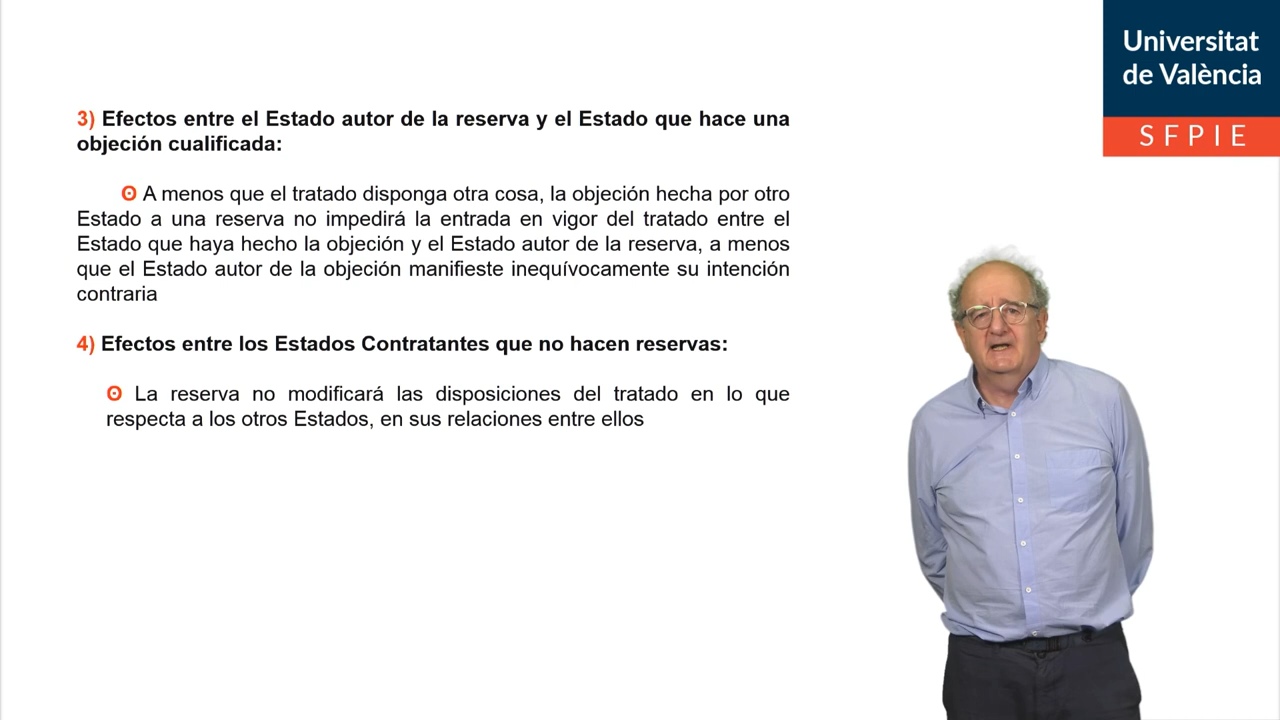 Universitat
de València
SFPIE
3) Efectos entre el Estado autor de la reserva y el Estado que hace una
objeción cualificada:
ʘ A menos que el tratado disponga otra cosa, la objeción hecha por otro
Estado a una reserva no impedirá la entrada en vigor del tratado entre el
Estado que haya hecho la objeción y el Estado autor de la reserva, a menos
que el Estado autor de la objeción manifieste inequívocamente su intención
contraria
4) Efectos entre los Estados Contratantes que no hacen reservas:
ʘ La reserva no modificará las disposiciones del tratado en lo que
respecta a los otros Estados, en sus relaciones entre ellos